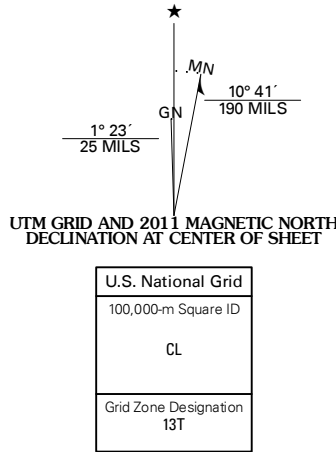 ★
MN
GN
10° 41´
190 MILS
1° 23´
25 MILS
UTM GRID AND 2011 MAGNETIC NORTH
DECLINATION AT CENTER OF SHEET
U.S. National Grid
100,000-m Square ID
CL
Grid Zone Designation
13T